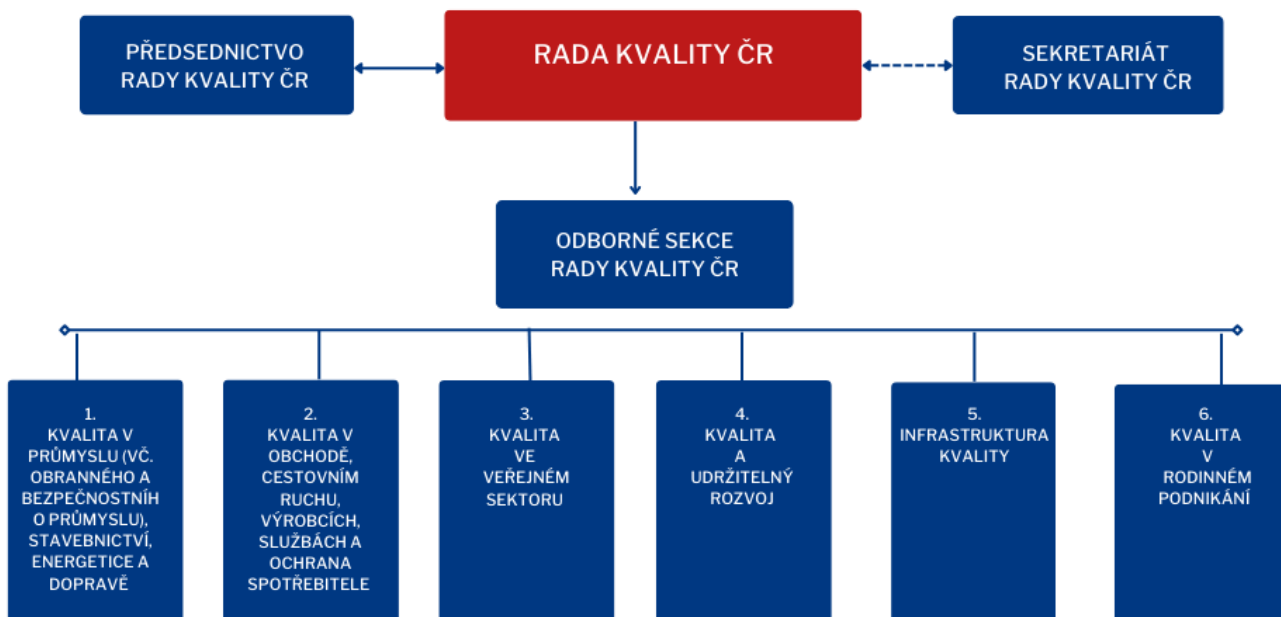 PŘEDSEDNICTVO
RADY KVALITY ČR
RADA KVALITY ČR
SEKRETARIÁT
RADY KVALITY ČR
ODBORNÉ SEKCE
RADY KVALITY ČR
1.
KVALITA V
PRŮMYSLU (VČ.
OBRANNÉHO A
BEZPEČNOSTNÍH
O PRŮMYSLU),
STAVEBNICTVÍ,
ENERGETICE A
DOPRAVĚ
2.
KVALITA V
OBCHODĚ,
CESTOVNÍM
RUCHU,
VÝROBCÍCH,
SLUŽBÁCH A
OCHRANA
SPOTŘEBITELE
3.
KVALITA
VE
VEŘEJNÉM
SEKTORU
4.
KVALITA
A
UDRŽITELNÝ
ROZVOJ
5.
INFRASTRUKTURA
KVALITY
6.
KVALITA
V
RODINNÉM
PODNIKÁNÍ